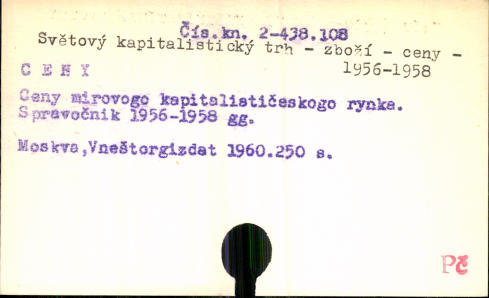 Čís.kn. 2-438.108
Světový kapitalistický trh - zboží - ceny -
1956-1958
C E N Y
Ceny mirovogo kapitalističeskogo rynka.
Spravočnik 1956-1958 gg.
Moskva,Vneštorgizdat 1960.250 s.
Pč